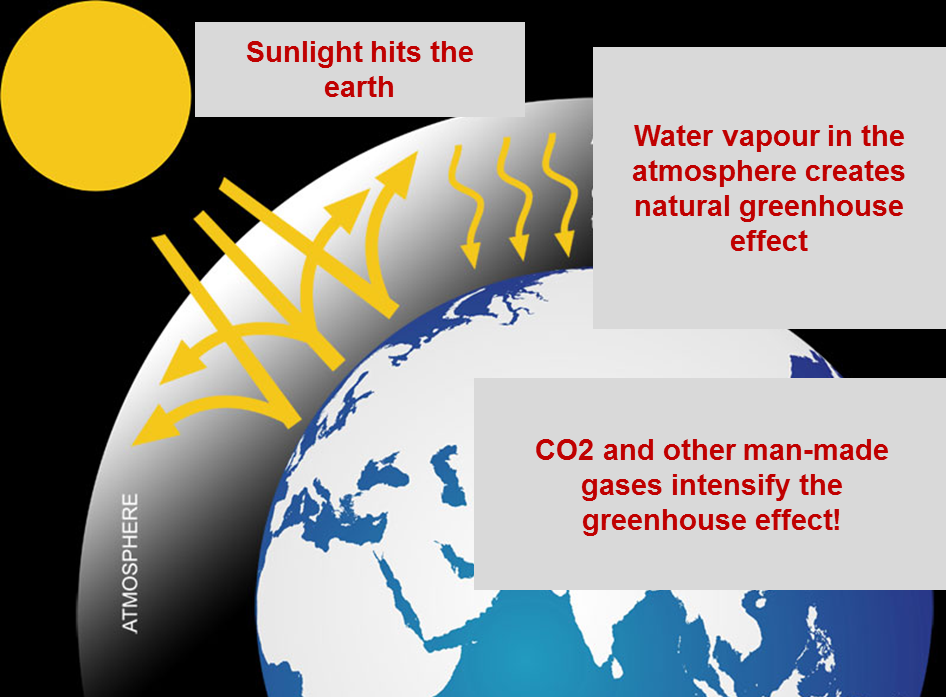 Sunlight hits the
earth
Water vapour in the
atmosphere creates
natural greenhouse
effect
CO2 and other man-made
gases intensify the
greenhouse effect!
ATMOSPHERE